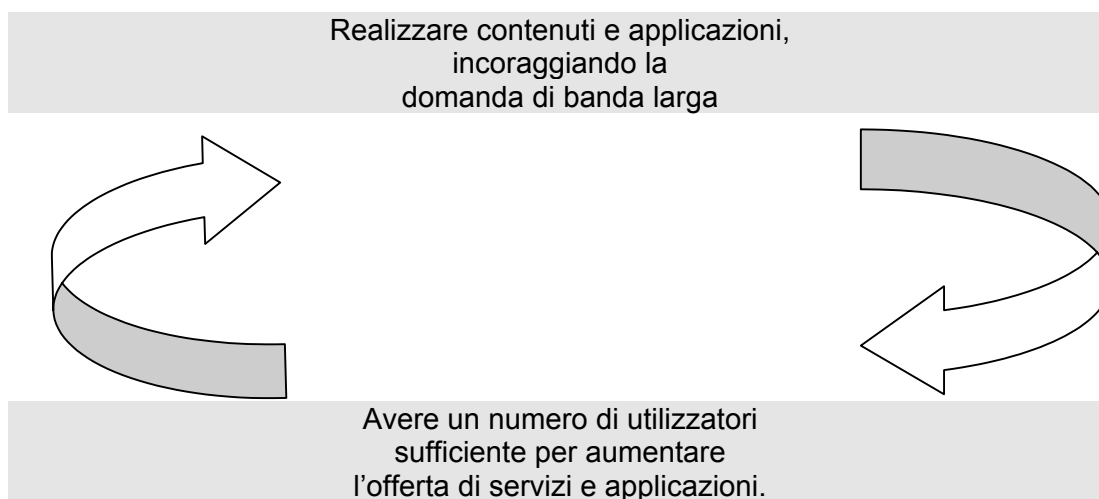 Realizzare contenuti e applicazioni,
incoraggiando la
domanda di banda larga
Avere un numero di utilizzatori
sufficiente per aumentare
l’offerta di servizi e applicazioni.